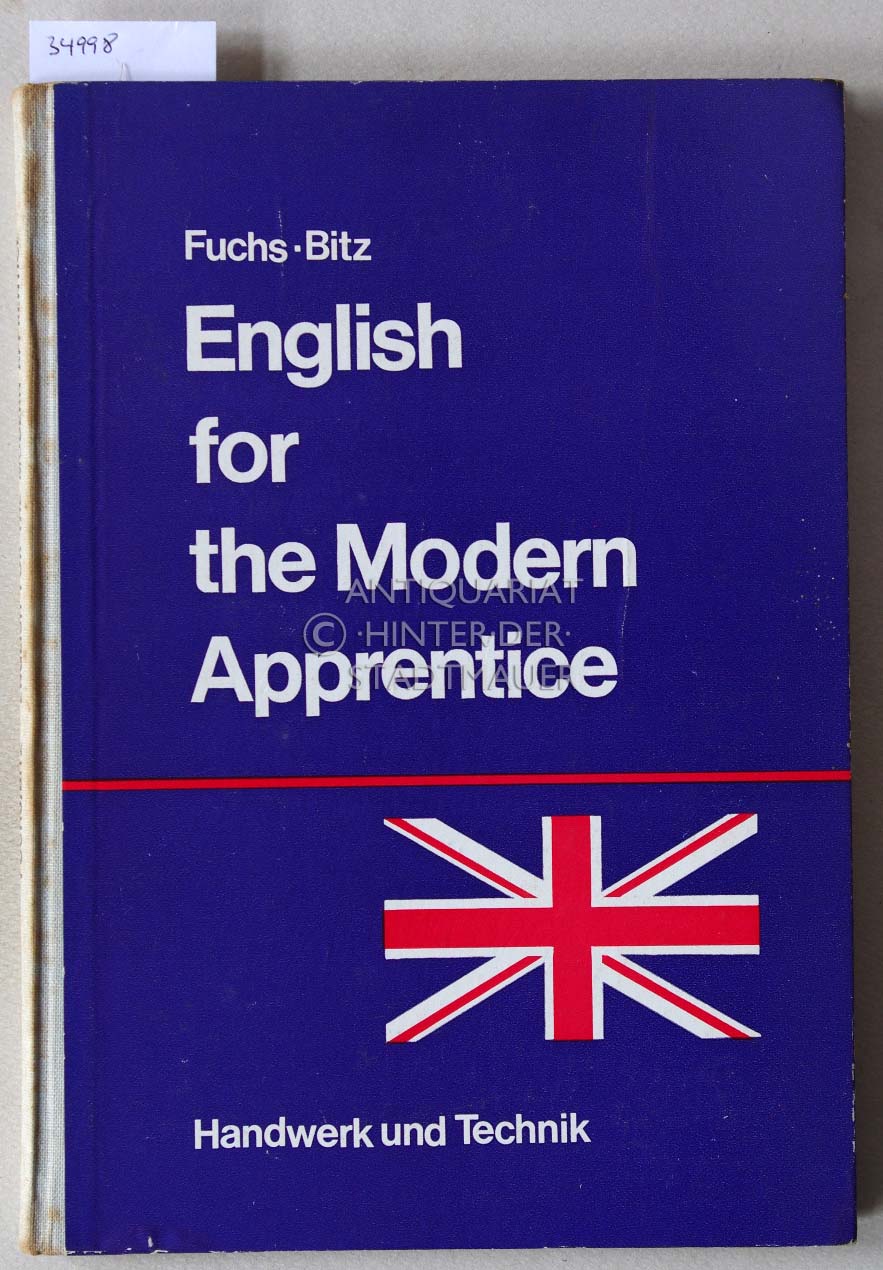 34998
Fuchs · Bitz
English
for
the Modern
Apprentice
ANTIQUARIAT
© ·HINTER·DER·
STADTMAUER
Handwerk und Technik